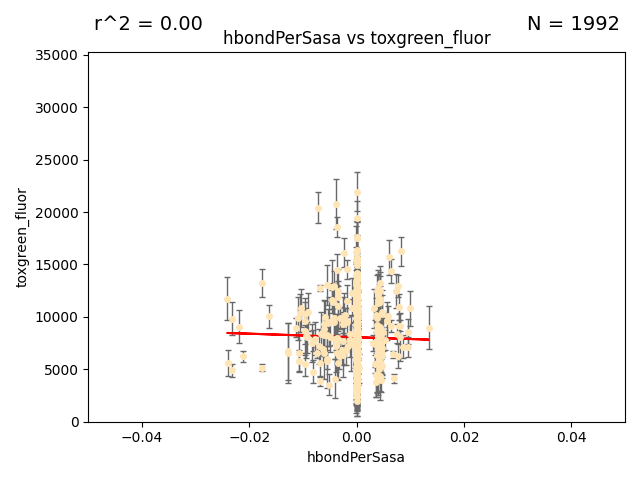 r^2 = 0.00
N = 1992
hbondPerSasa vs toxgreen_fluor
35000
30000
25000
20000
15000
10000
5000
0
toxgreen_fluor
−0.04
−0.02
0.00
0.02
0.04
hbondPerSasa